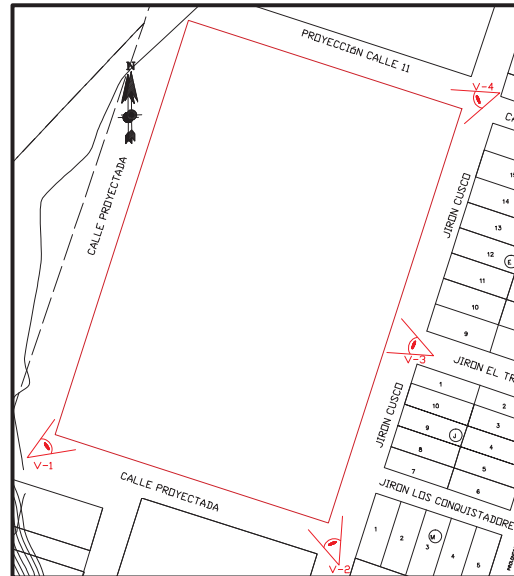 PROYECCIÓN CALLE 11
N
V-4
CA
JIRON CUSCO
CALLE PROYECTADA
15
14
13
12
E
11
10
9
V-3
JIRON EL TR
1
2
10
3
9
J
4
8
5
7
6
JIRON CUSCO
V-1
CALLE PROYECTADA
JIRON LOS CONQUISTADORE
1
2
M
3
4
5
V-2